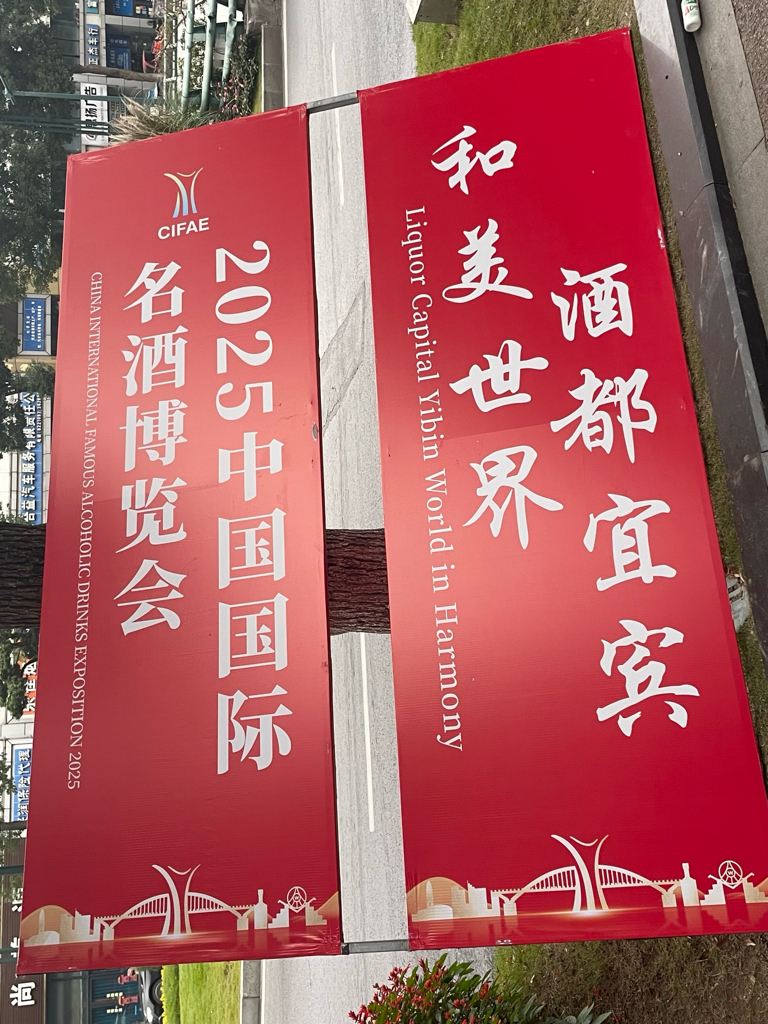 CIFAE
2025中国国际
名酒博览会
CHINA INTERNATIONAL FAMOUS ALCOHOLIC DRINKS EXPOSITION 2025
酒都宜宾
和美世界
Liquor Capital Yibin World in Harmony